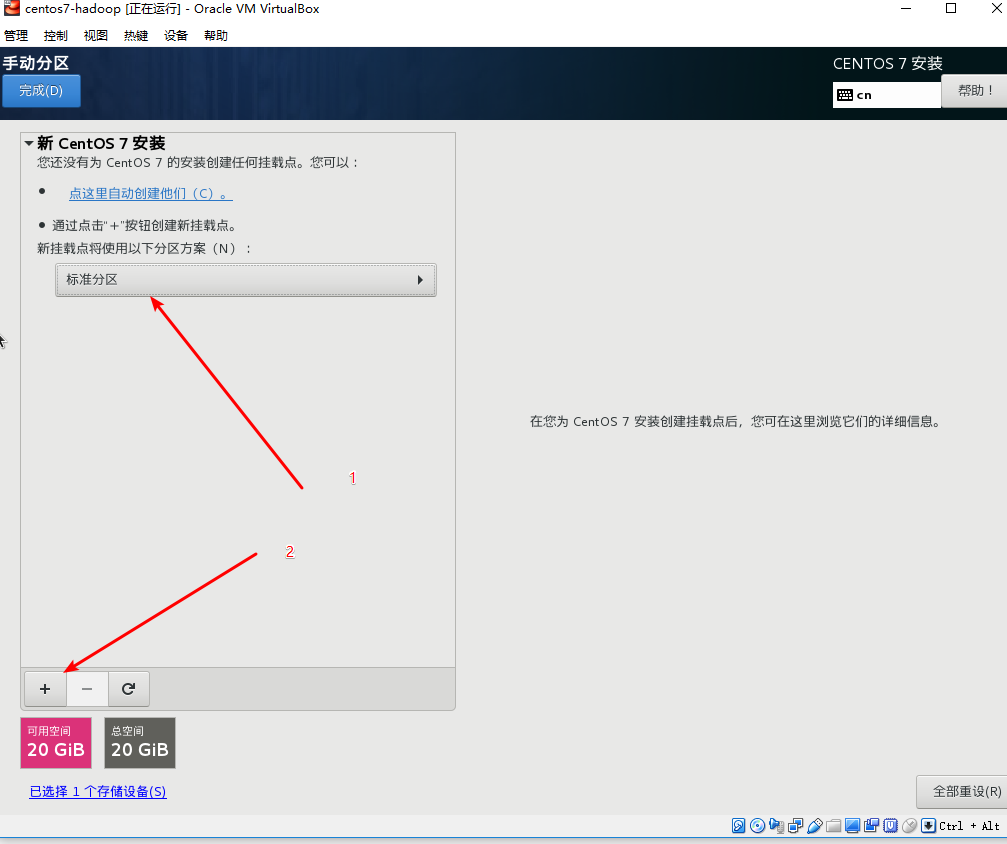 centos7-hadoop [正在运行] - Oracle VM VirtualBox
管理 控制 视图 热键 设备 帮助
手动分区
CENTOS 7 安装
完成(D)
cn
帮助！
新 CentOS 7 安装
您还没有为 CentOS 7 的安装创建任何挂载点。您可以：
点这里自动创建他们（C）。
通过点击“+”按钮创建新挂载点。
新挂载点将使用以下分区方案（N）：
标准分区
在您为 CentOS 7 安装创建挂载点后，您可在这里浏览它们的详细信息。
1
2
+ −
可用空间
20 GiB
总空间
20 GiB
已选择 1 个存储设备(S)
全部重设(R)
Ctrl + Alt